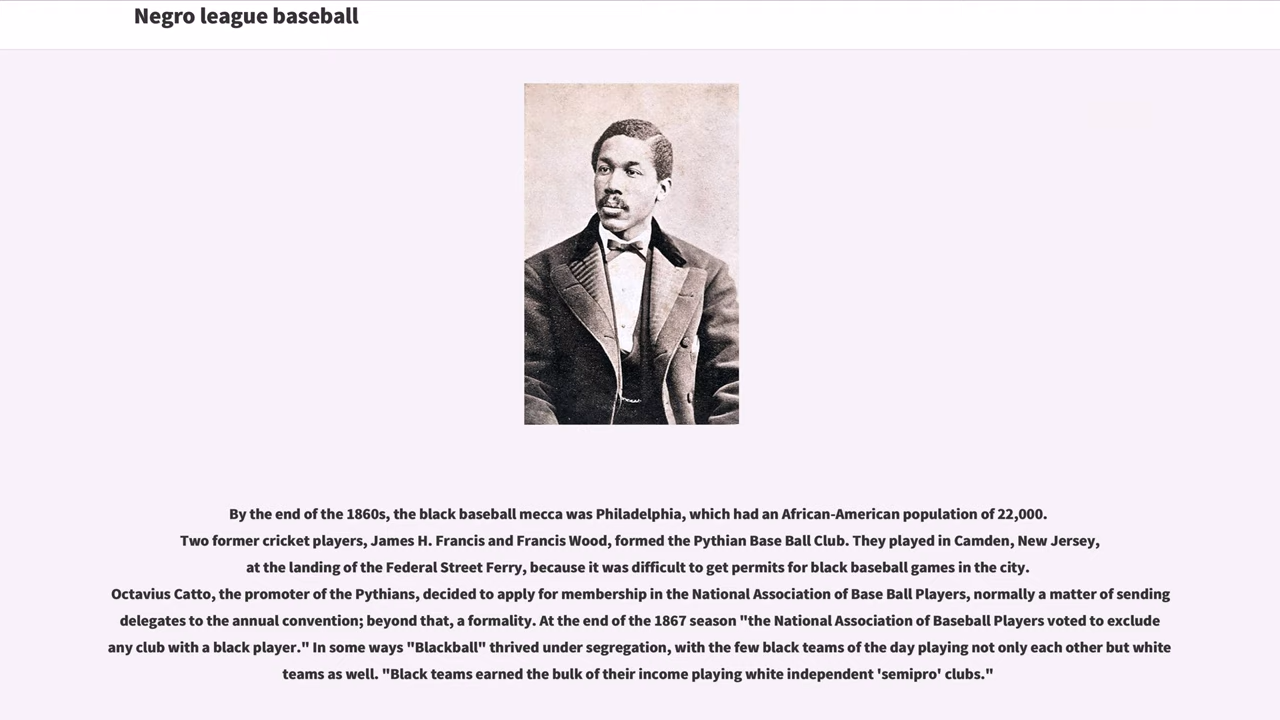 Negro league baseball
By the end of the 1860s, the black baseball mecca was Philadelphia, which had an African-American population of 22,000.
Two former cricket players, James H. Francis and Francis Wood, formed the Pythian Base Ball Club. They played in Camden, New Jersey,
at the landing of the Federal Street Ferry, because it was difficult to get permits for black baseball games in the city.
Octavius Catto, the promoter of the Pythians, decided to apply for membership in the National Association of Base Ball Players, normally a matter of sending
delegates to the annual convention; beyond that, a formality. At the end of the 1867 season "the National Association of Baseball Players voted to exclude
any club with a black player." In some ways "Blackball" thrived under segregation, with the few black teams of the day playing not only each other but white
teams as well. "Black teams earned the bulk of their income playing white independent 'semipro' clubs."